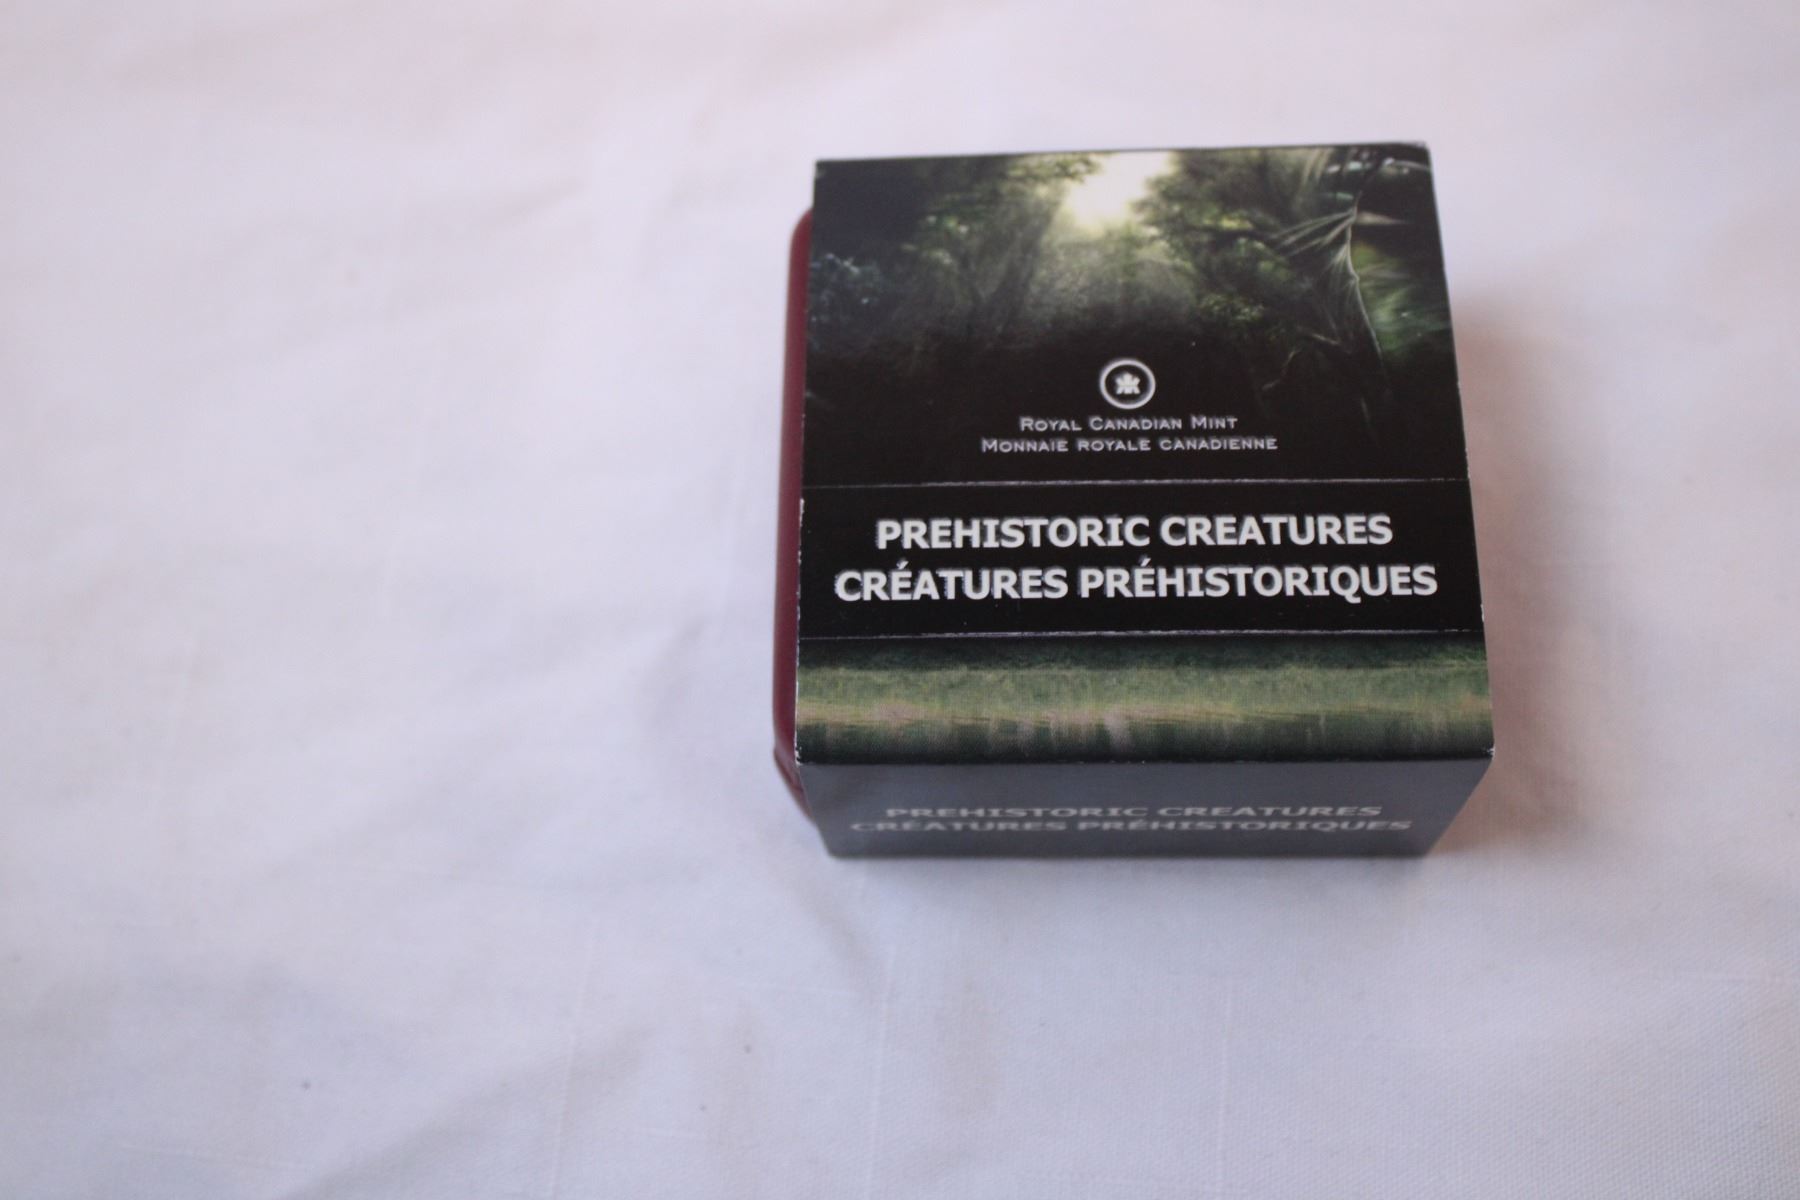 ROYAL CANADIAN MINT
MONNAIE ROYALE CANADIENNE
PREHISTORIC CREATURES
CRÉATURES PRÉHISTORIQUES
PREHISTORIC CREATURES
CRÉATURES PRÉHISTORIQUES